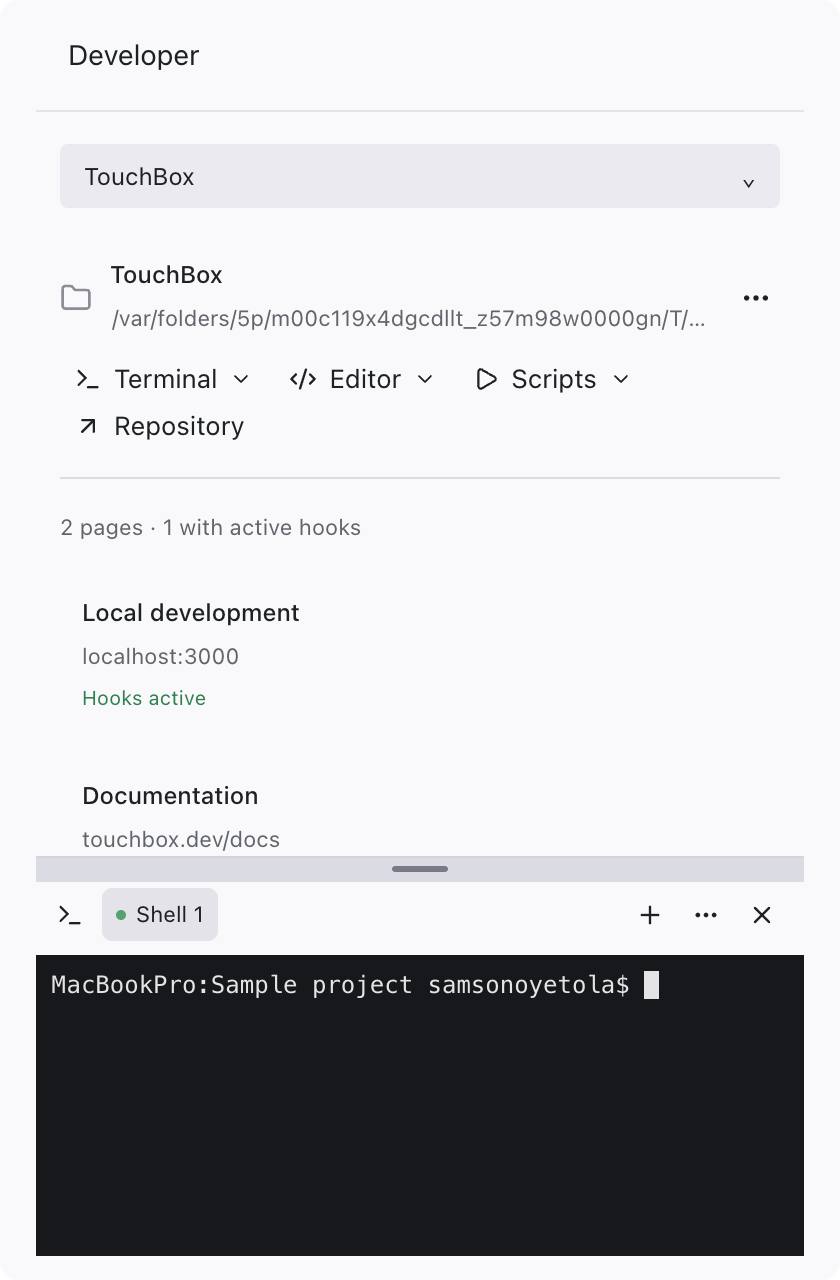 Developer
TouchBox
TouchBox
/var/folders/5p/m00c119x4dgcdllt_z57m98w0000gn/T/...
Terminal
Editor
Scripts
Repository
2 pages · 1 with active hooks
Local development
localhost:3000
Hooks active
Documentation
touchbox.dev/docs
Shell 1
MacBookPro:Sample project samsonoyetola$